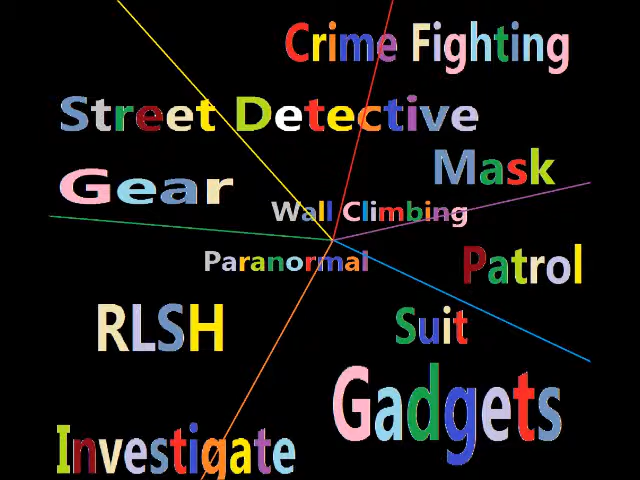 Crime Fighting
Street Detective
Mask
Gear
Wall Climbing
Paranormal
Patrol
RLSH
Suit
Gadgets
Investigate